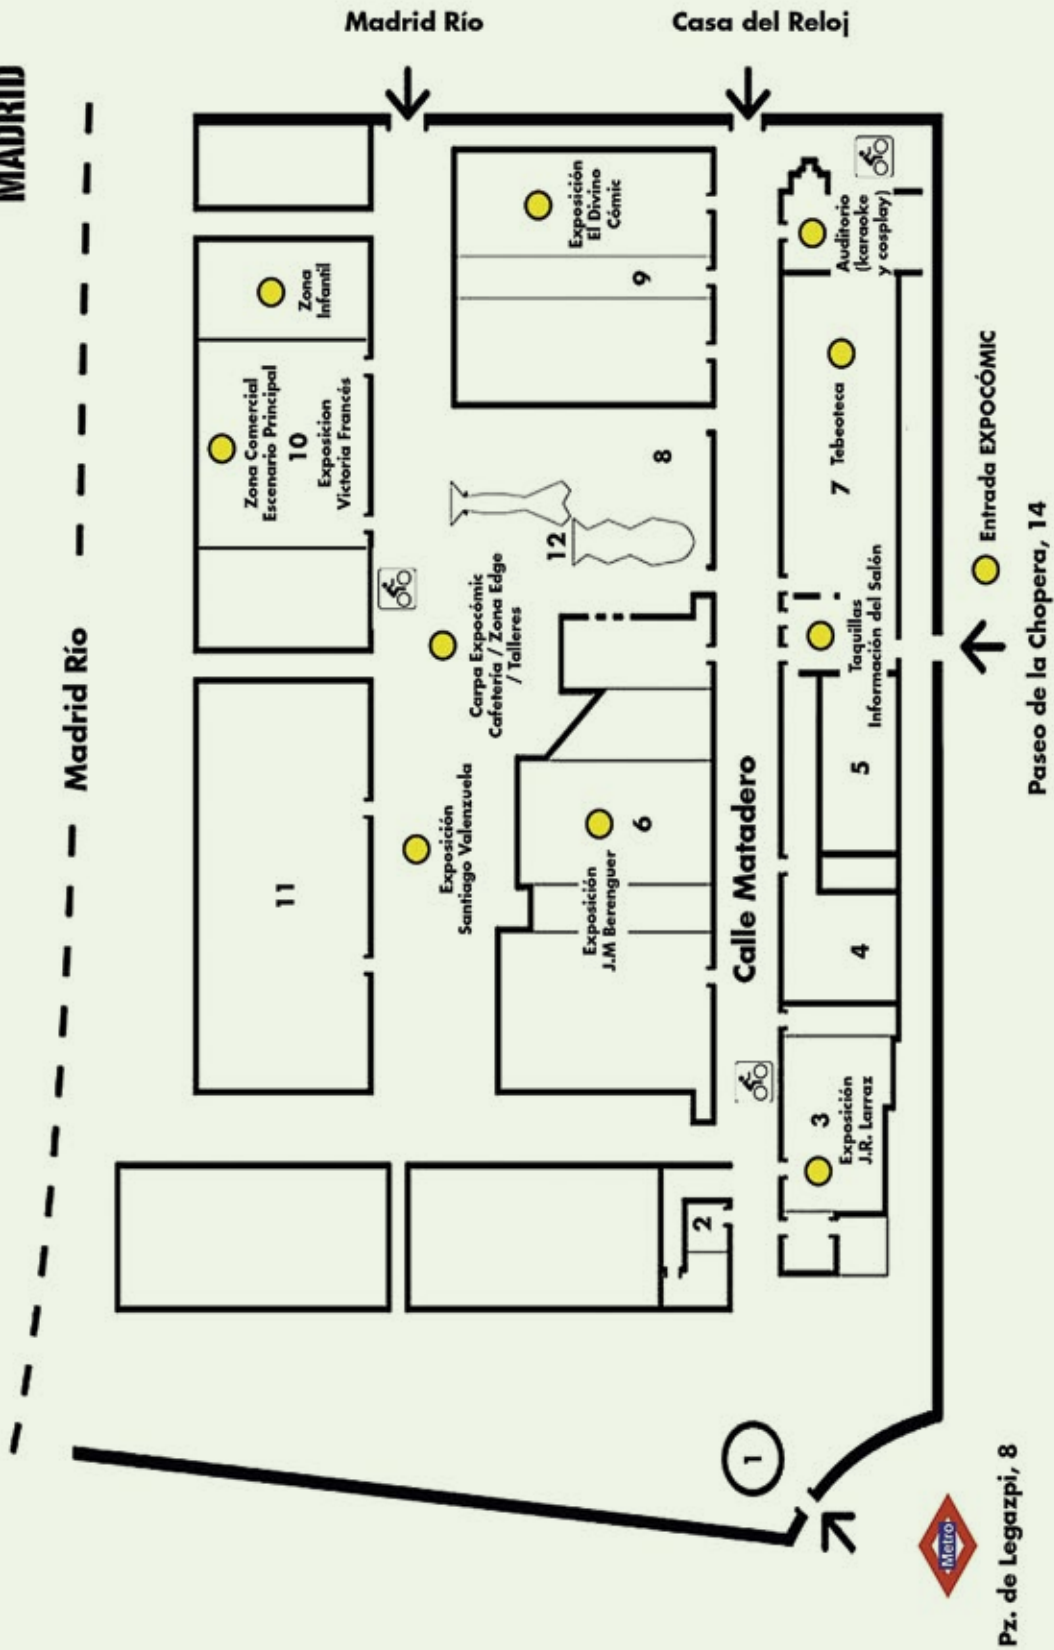 MADRID
Madrid Río
Casa del Reloj
Madrid Río
Zona
Infantil
Zona Comercial
Escenario Principal
10
Exposicion
Victoria Francés
11
Exposición
El Divino
Cómic
9
8
12
Carpa Expocómic
Cafetería / Zona Edge
/ Talleres
Exposición
Santiago Valenzuela
Exposición
J.M Berenguer
6
Calle Matadero
2
Auditorio
(karaoke
y cosplay)
7 Tebeoteca
Taquillas
Información del Salón
5
4
3
Exposición
J.R. Larraz
1
Entrada EXPOCÓMIC
Paseo de la Chopera, 14
Metro
Pz. de Legazpi, 8